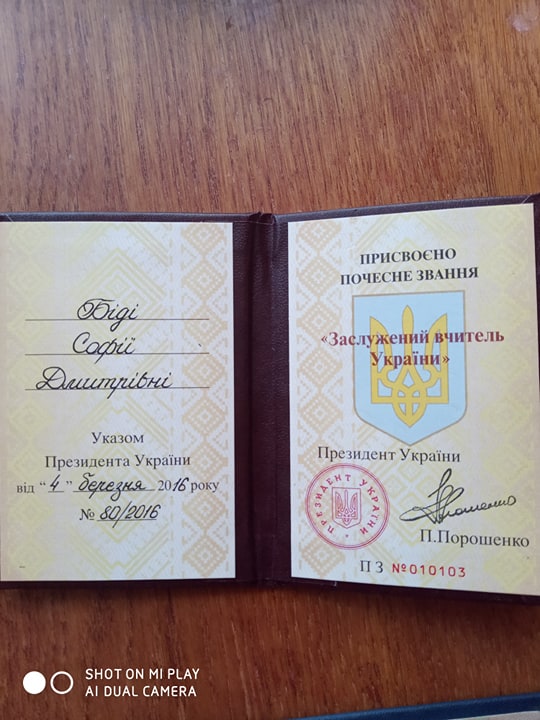 Біді
Софії
Дмитрівні
Указом
Президента України
від “4” березня 2016 року
№ 80/2016
ПРИСВОЄНО
ПОЧЕСНЕ ЗВАННЯ
«Заслужений вчитель
України»
Президент України
ПРЕЗИДЕНТ УКРАЇНИ
П.Порошенко
П З №010103
SHOT ON MI PLAY
AI DUAL CAMERA